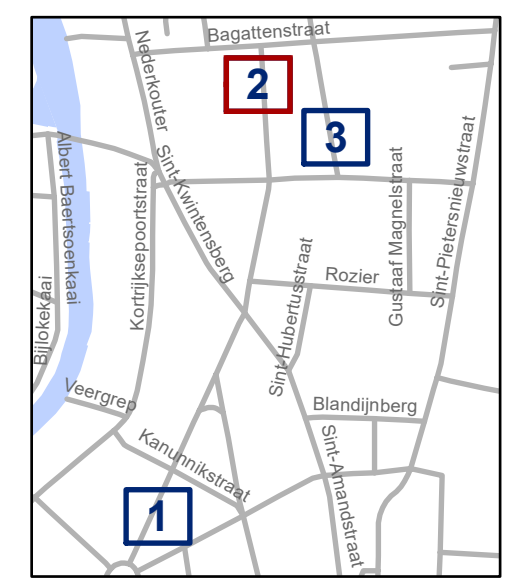 Bagattenstraat
Nederkouter
2
3
Sint-Pietersnieuwstraat
Albert Baertsoenkaai
Sint-Kwintensberg
Kortrijksepoortstraat
Gustaaf Magnelstraat
Rozier
Sint-Hubertusstraat
Bijlokekaai
Veergrep
Blandijnberg
Kanunnikstraat
Sint-Amandstraat
1